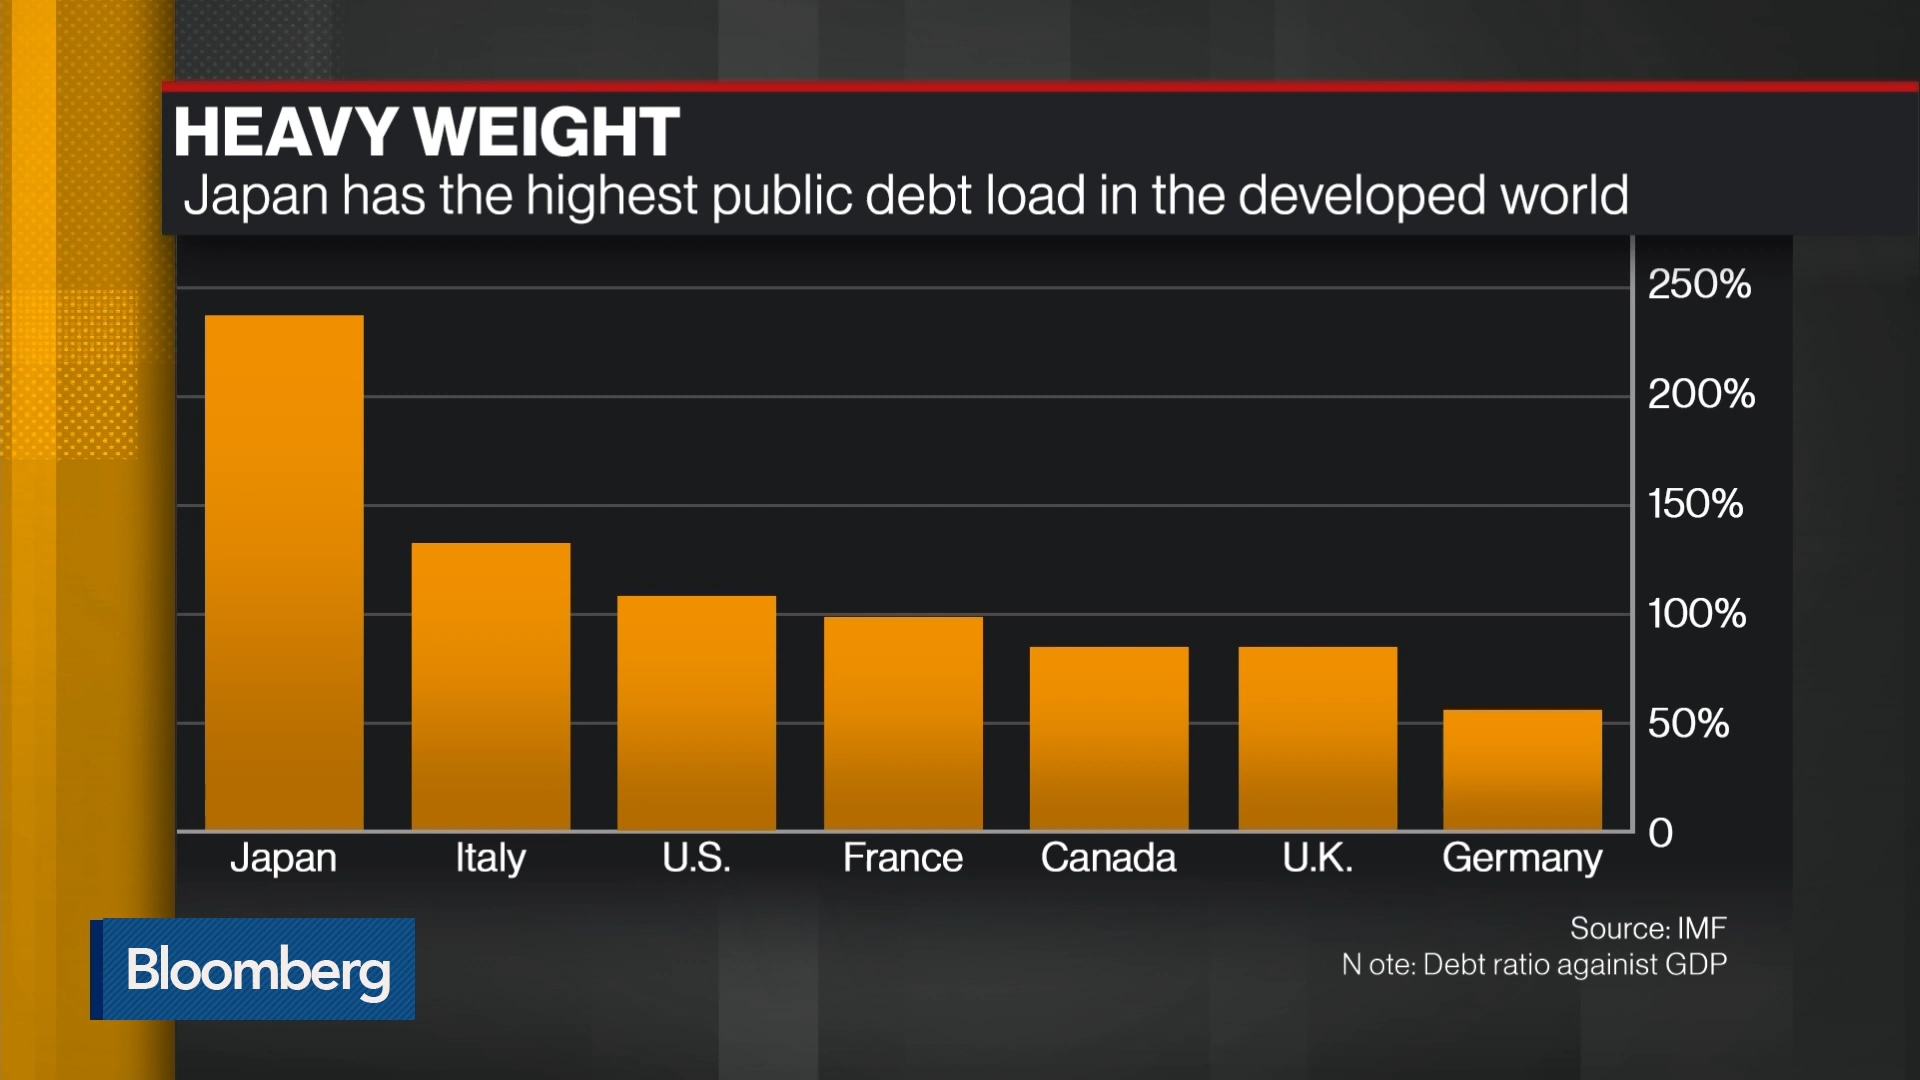 HEAVY WEIGHT
Japan has the highest public debt load in the developed world
250%
200%
150%
100%
50%
0
Japan Italy U.S. France Canada U.K. Germany
Source: IMF
N ote: Debt ratio againist GDP
Bloomberg